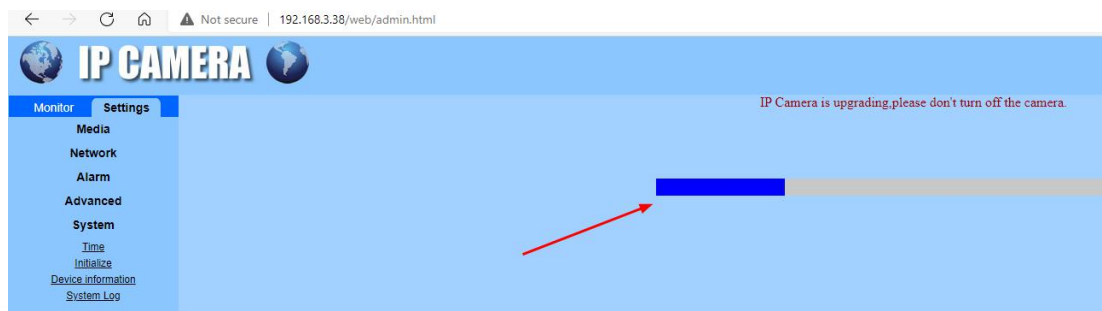 Not secure | 192.168.3.38/web/admin.html
IP CAMERA
Monitor Settings
IP Camera is upgrading,please don't turn off the camera.
Media
Network
Alarm
Advanced
System
Time
Initialize
Device information
System Log